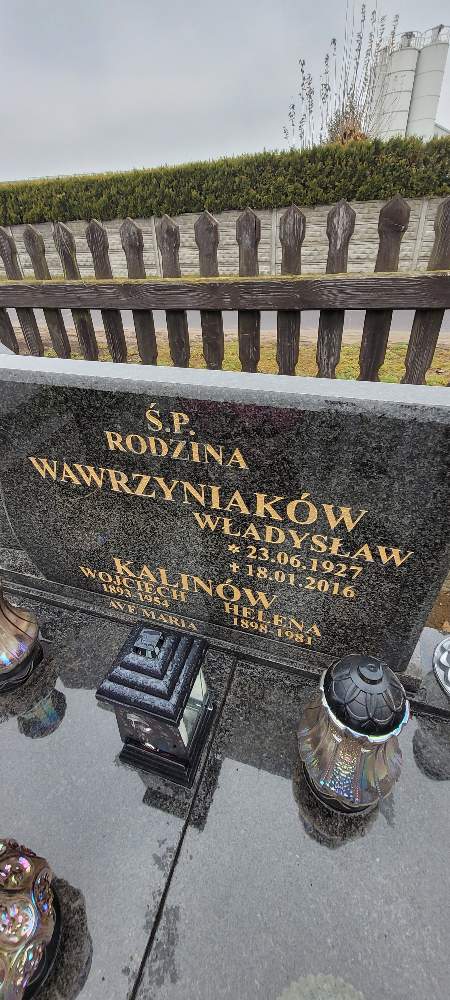 Ś.P.
RODZINA
WAWRZYNIAKÓW
WŁADYSŁAW
* 23.06.1927
+ 18.01.2016
KALINÓW
WOJCIECH HELENA
1893-1954 1898-1981
AVE MARIA